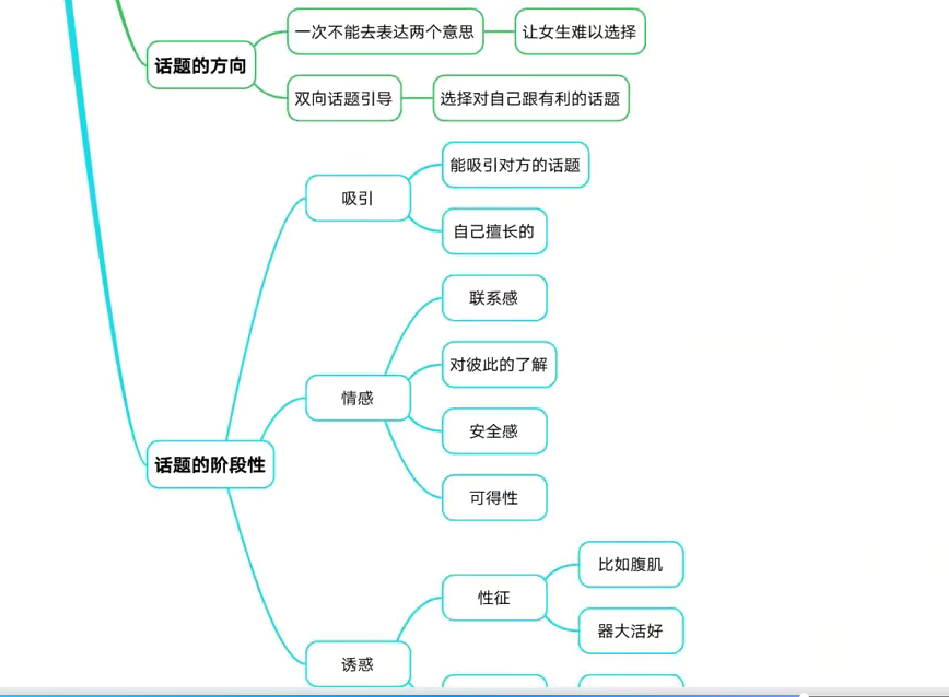 一次不能去表达两个意思
让女生难以选择
话题的方向
双向话题引导
选择对自己跟有利的话题
能吸引对方的话题
吸引
自己擅长的
联系感
对彼此的了解
情感
安全感
话题的阶段性
可得性
比如腹肌
性征
器大活好
诱惑